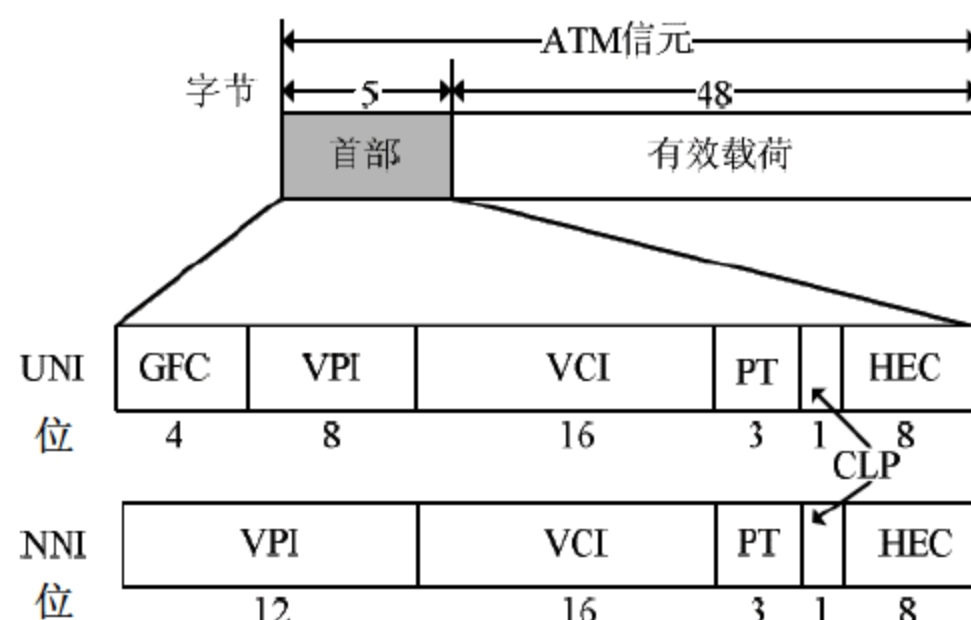 ATM信元
字节 5 48
首部 有效载荷
UNI GFC VPI VCI PT HEC
位 4 8 16 3 1 8
CLP
NNI VPI VCI PT HEC
位 12 16 3 1 8